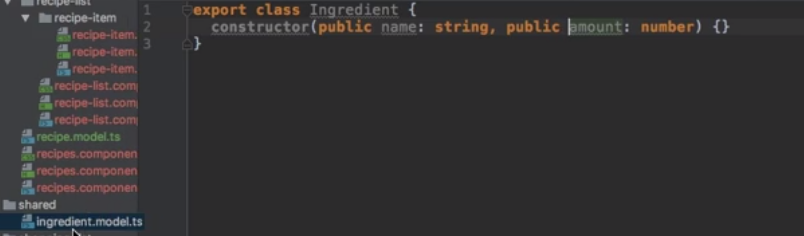 recipe-list
recipe-item
recipe-item.
recipe-item.
recipe-item.
recipe-list.com
recipe-list.com
recipe-list.com
recipe.model.ts
recipes.componen
recipes.componen
recipes.componen
shared
ingredient.model.ts
1 export class Ingredient {
2 constructor(public name: string, public amount: number) {}
3 }